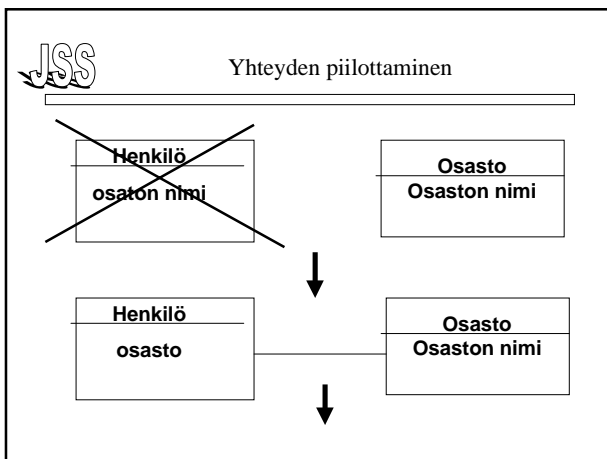 JSS
Yhteyden piilottaminen
Henkilö
osaton nimi
Osasto
Osaston nimi
Henkilö
osasto
Osasto
Osaston nimi